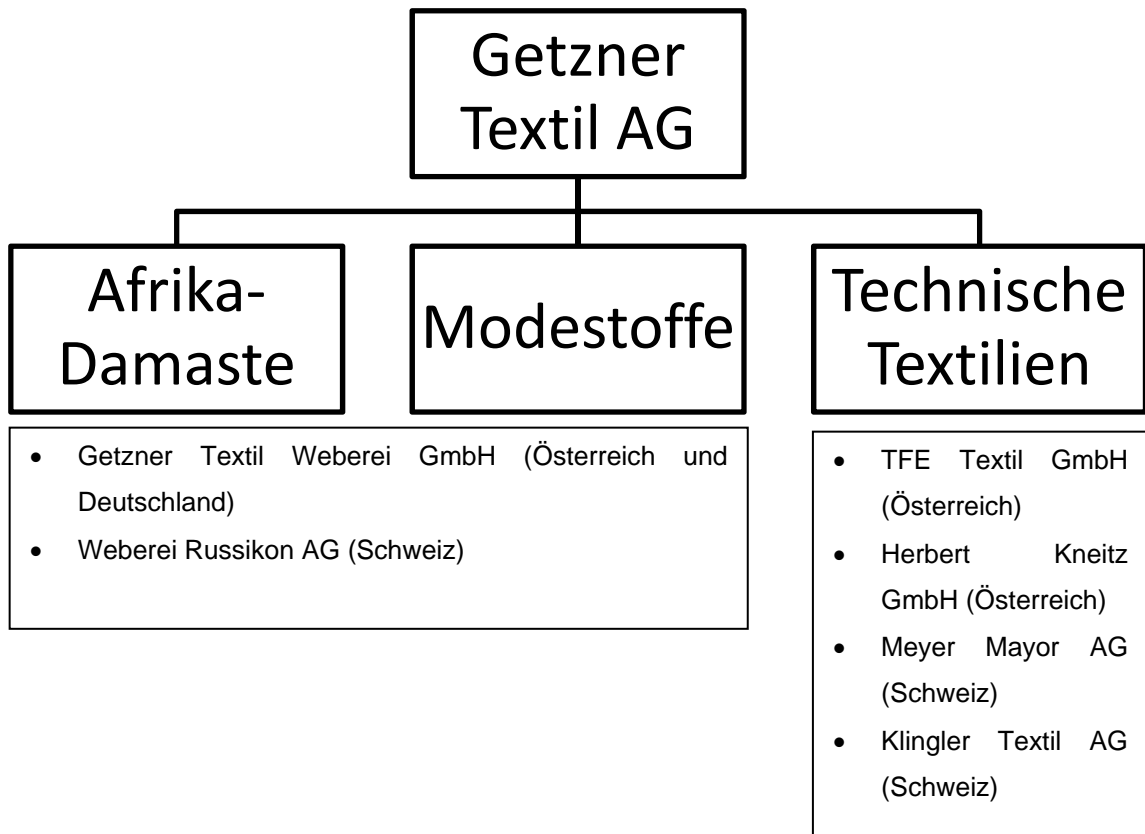 Getzner
Textil AG
Afrika-
Damaste
Modestoffe
Technische
Textilien
• Getzner Textil Weberei GmbH (Österreich und
Deutschland)
• Weberei Russikon AG (Schweiz)
• TFE Textil GmbH
(Österreich)
• Herbert Kneitz
GmbH (Österreich)
• Meyer Mayor AG
(Schweiz)
• Klingler Textil AG
(Schweiz)